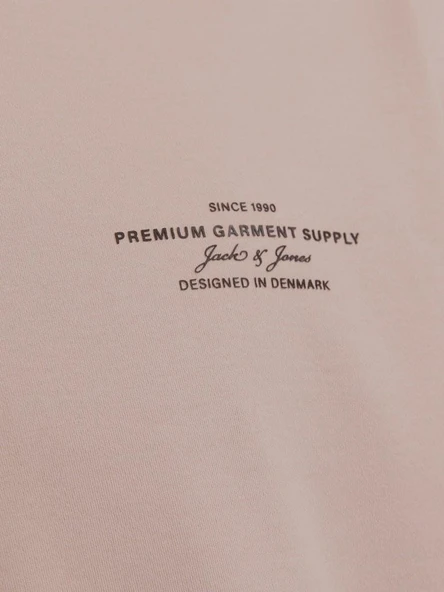 SINCE 1990
PREMIUM GARMENT SUPPLY
Jack & Jones
DESIGNED IN DENMARK